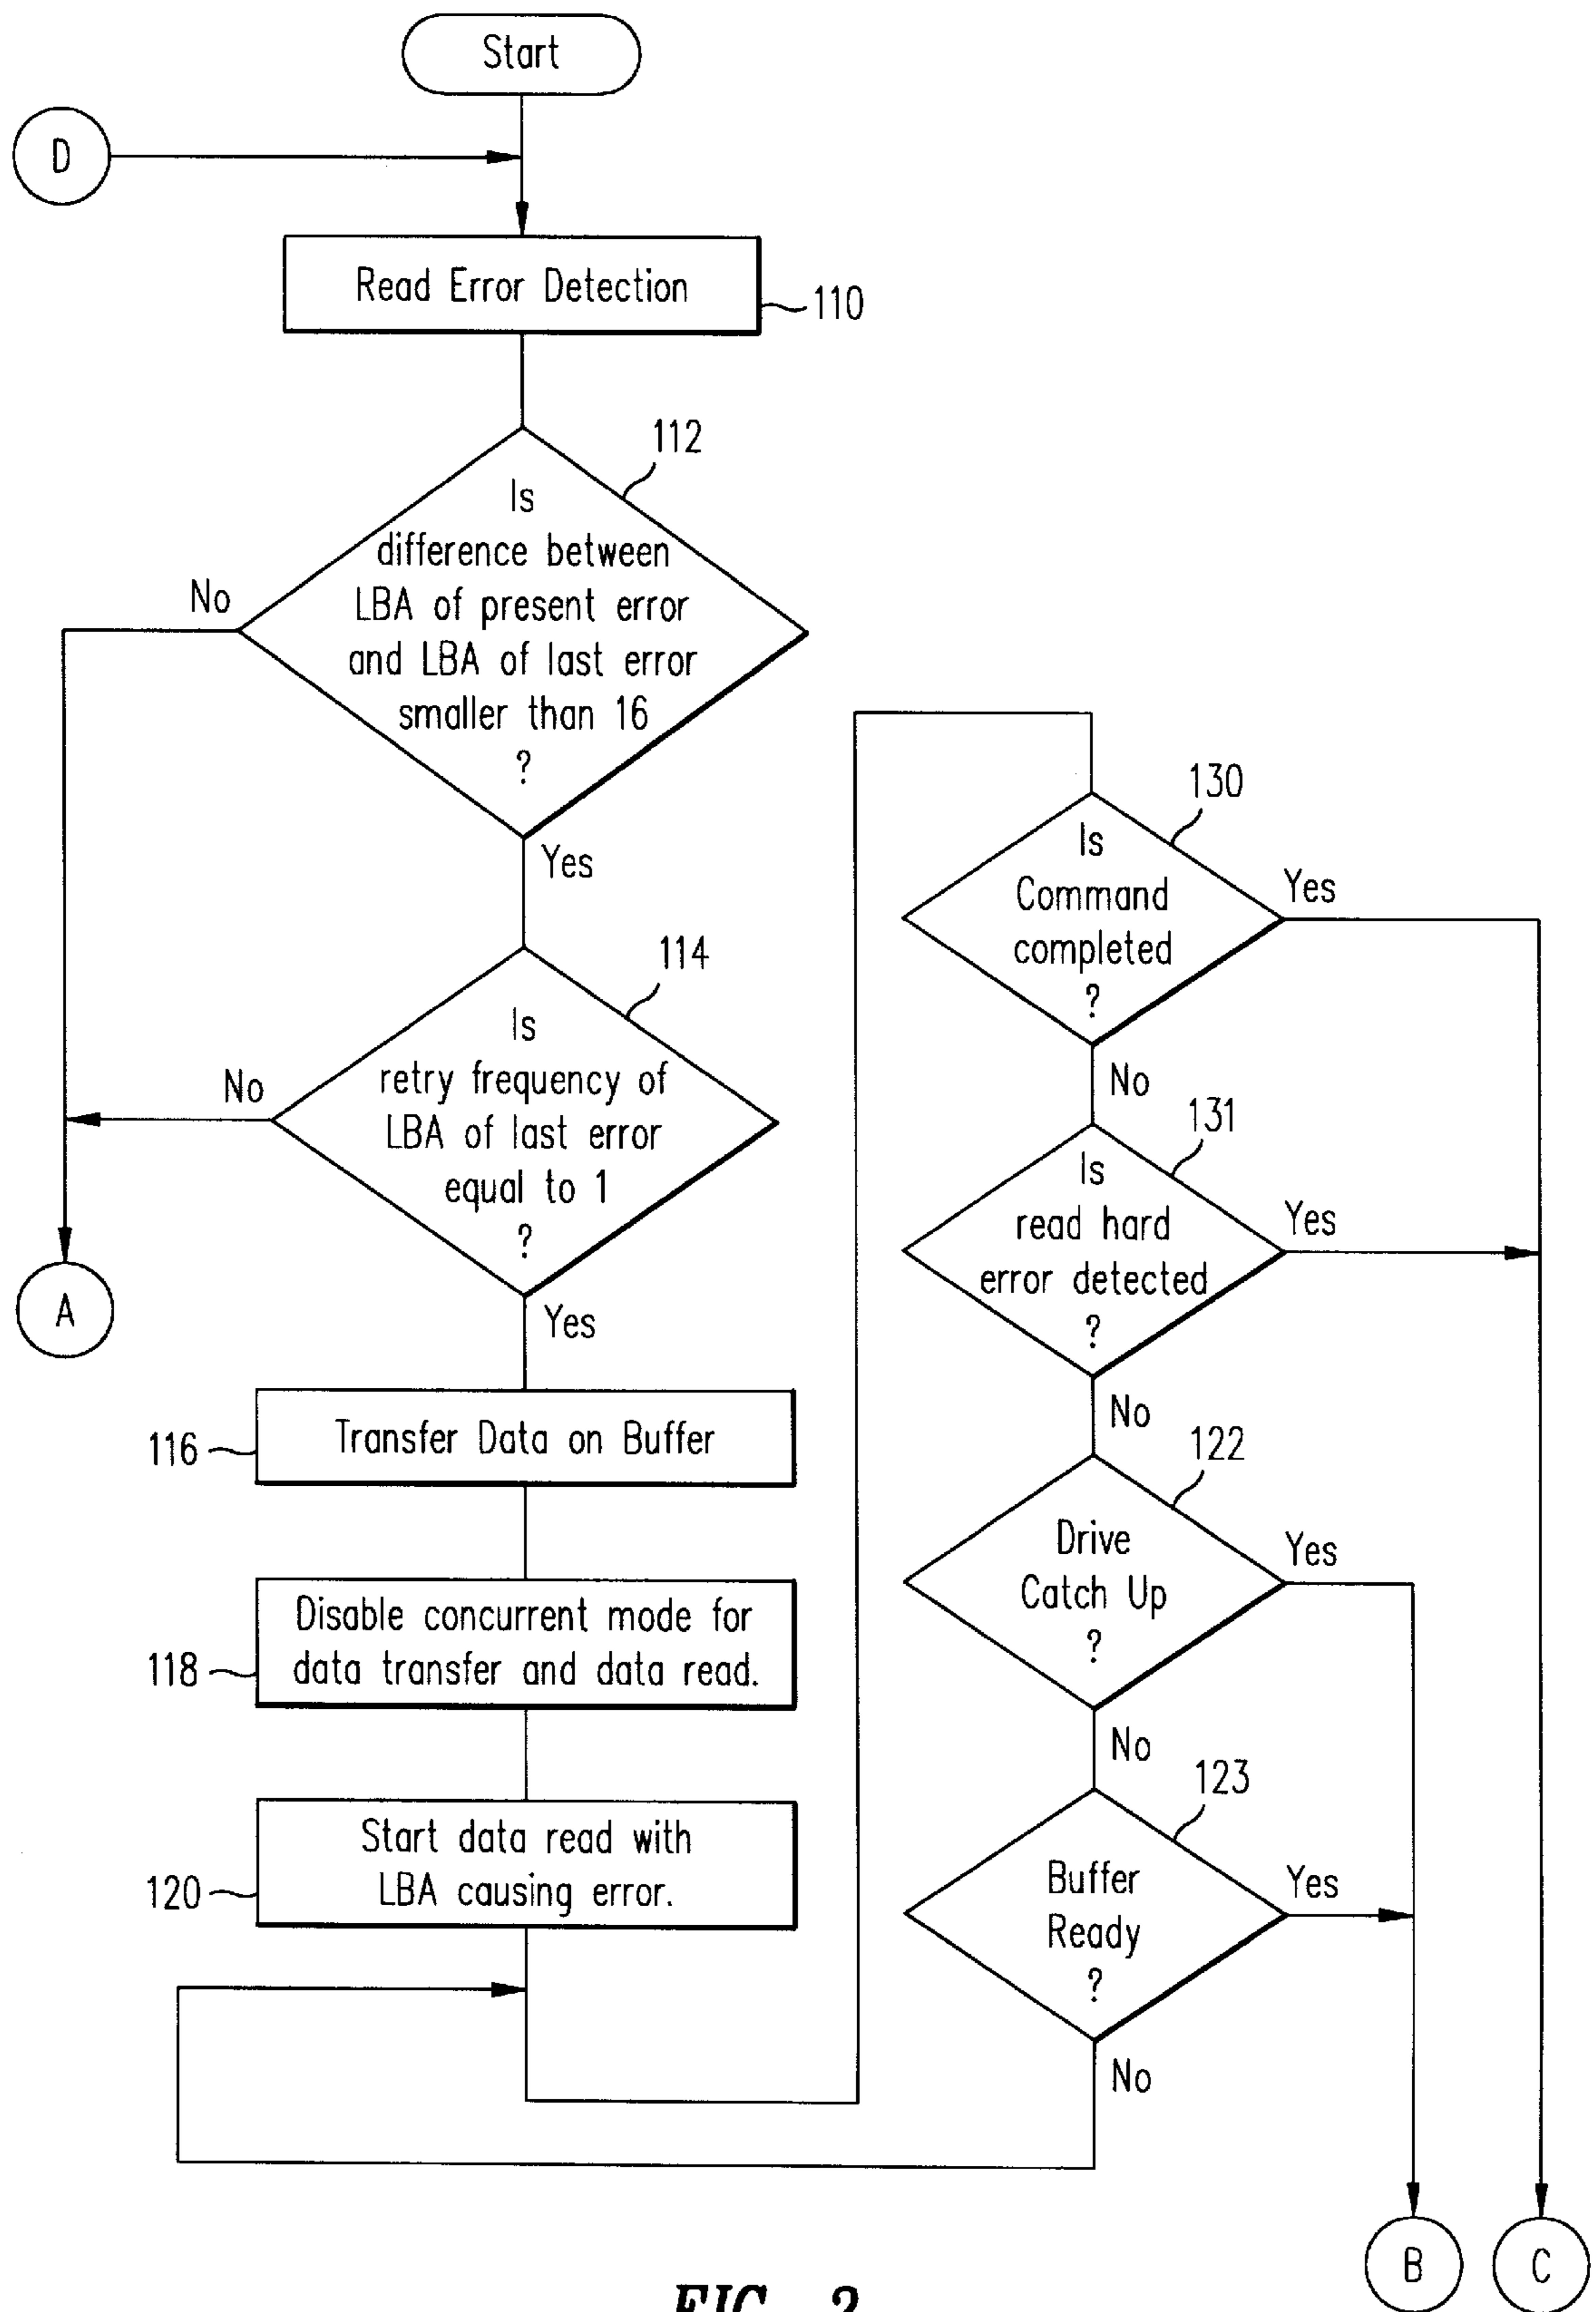 Start
D
Read Error Detection
110
112
Is
difference between
LBA of present error
and LBA of last error
smaller than 16
?
No
Yes
114
Is
retry frequency of
LBA of last error
equal to 1
?
No
A
Yes
Transfer Data on Buffer
116
Disable concurrent mode for
data transfer and data read.
118
Start data read with
LBA causing error.
120
130
Is
Command
completed
?
Yes
No
131
Is
read hard
error detected
?
Yes
No
122
Drive
Catch Up
?
Yes
No
123
Buffer
Ready
?
Yes
No
B
C
FIG. 2